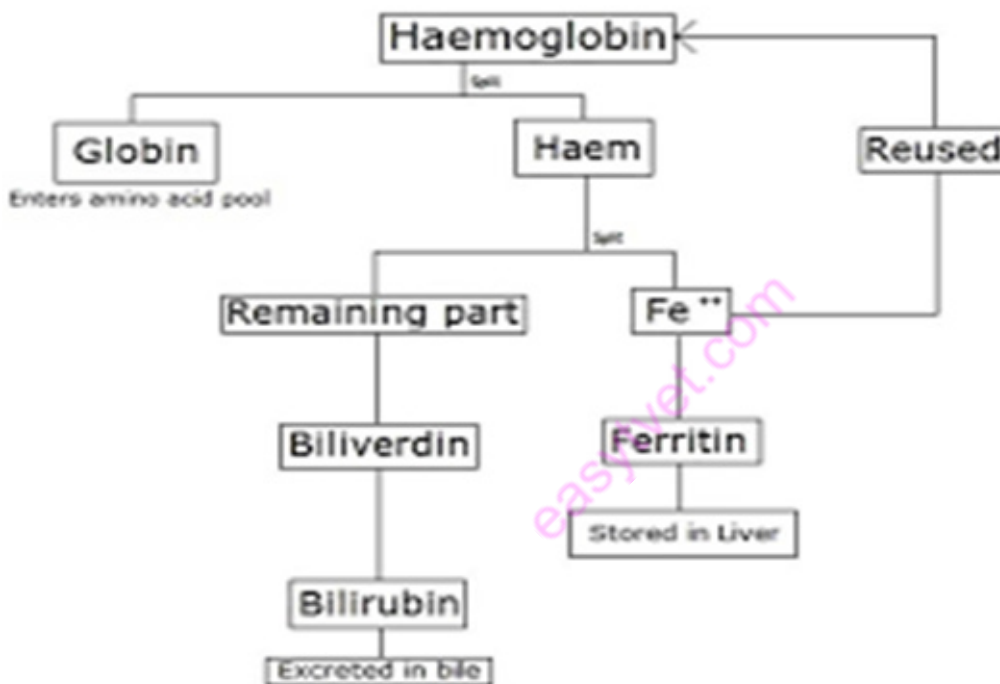 Haemoglobin
Split
Globin
Haem
Reused
Enters amino acid pool
Split
Remaining part
Fe ++
Biliverdin
Ferritin
Stored in Liver
Bilirubin
Excreted in bile
easytvet.com